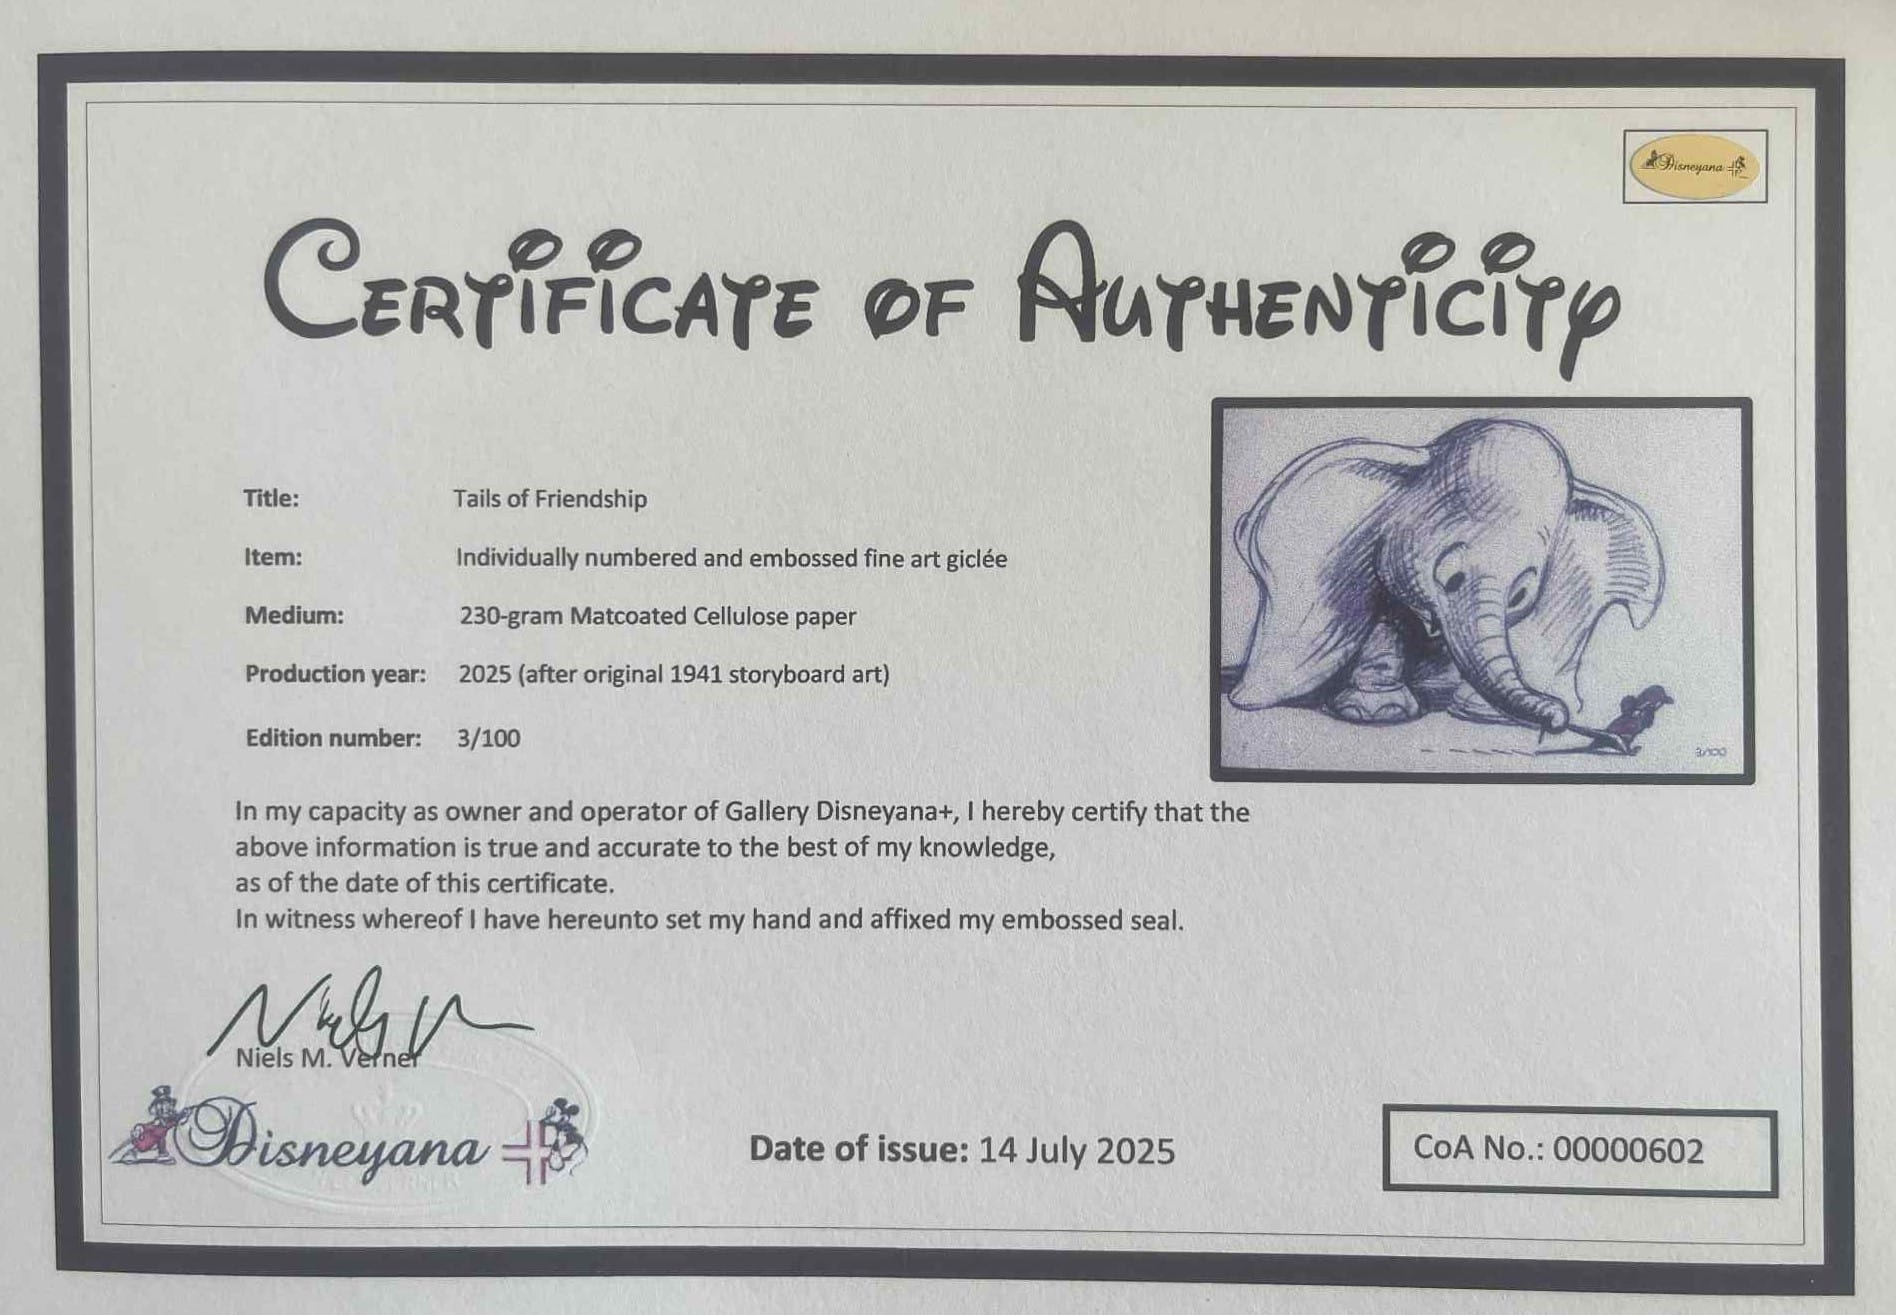 Disneyana +
Certificate of Authenticity
Title: Tails of Friendship
Item: Individually numbered and embossed fine art giclée
Medium: 230-gram Matcoated Cellulose paper
Production year: 2025 (after original 1941 storyboard art)
Edition number: 3/100
3/100
In my capacity as owner and operator of Gallery Disneyana+, I hereby certify that the
above information is true and accurate to the best of my knowledge,
as of the date of this certificate.
In witness whereof I have hereunto set my hand and affixed my embossed seal.
Niels M. Verner
Disneyana +
Date of issue: 14 July 2025
CoA No.: 00000602